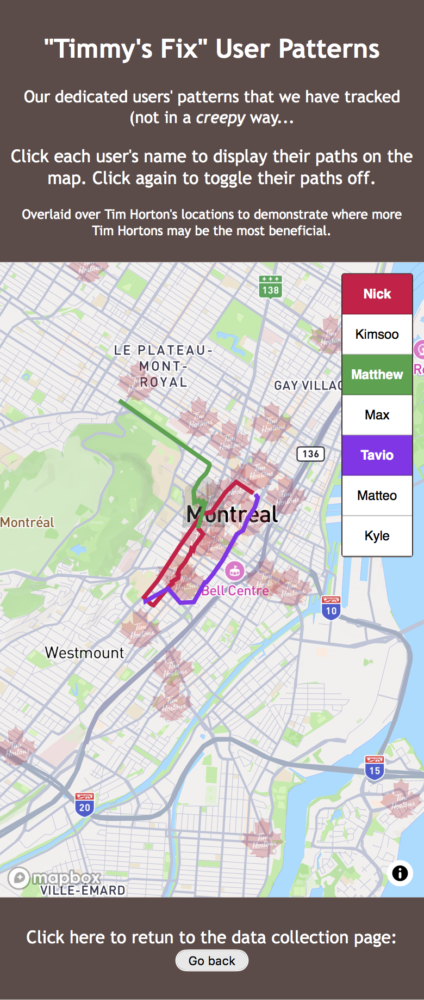 "Timmy's Fix" User Patterns
Our dedicated users' patterns that we have tracked
(not in a creepy way...
Click each user's name to display their paths on the
map. Click again to toggle their paths off.
Overlaid over Tim Horton's locations to demonstrate where more
Tim Hortons may be the most beneficial.
Tim Hortons
138
Nick
Kimsoo
Matthew
Max
Tavio
Matteo
Kyle
LE PLATEAU-
MONT-
ROYAL
GAY VILLAG
136
Montréal
Montréal
Bell Centre
10
Westmount
15
20
mapbox
VILLE-ÉMARD
Click here to retun to the data collection page:
Go back